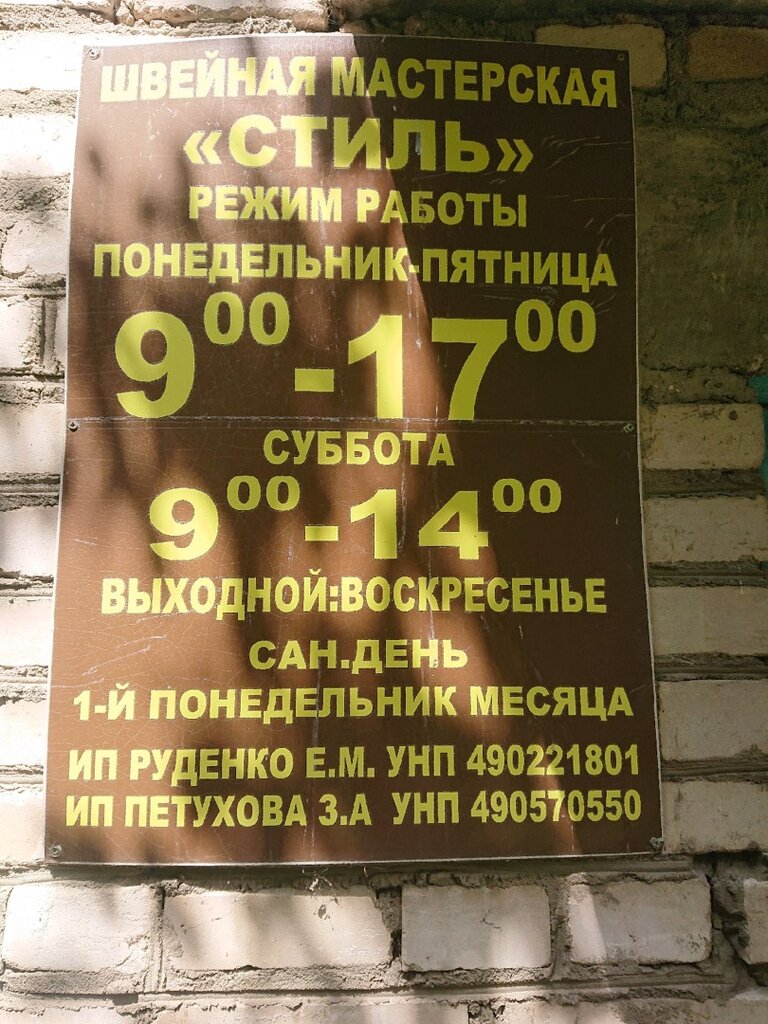 ШВЕЙНАЯ МАСТЕРСКАЯ
«СТИЛЬ»
РЕЖИМ РАБОТЫ
ПОНЕДЕЛЬНИК-ПЯТНИЦА
9⁰⁰-17⁰⁰
СУББОТА
9⁰⁰-14⁰⁰
ВЫХОДНОЙ:ВОСКРЕСЕНЬЕ
САН.ДЕНЬ
1-Й ПОНЕДЕЛЬНИК МЕСЯЦА
ИП РУДЕНКО Е.М. УНП 490221801
ИП ПЕТУХОВА З.А УНП 490570550